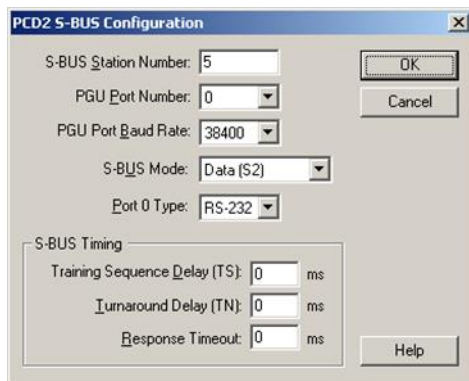 PCD2 S-BUS Configuration
S-BUS Station Number: 5
OK
PGU Port Number: 0
Cancel
PGU Port Baud Rate: 38400
S-BUS Mode: Data (S2)
Port 0 Type: RS-232
S-BUS Timing
Training Sequence Delay (TS): 0 ms
Turnaround Delay (TN): 0 ms
Response Timeout: 0 ms
Help